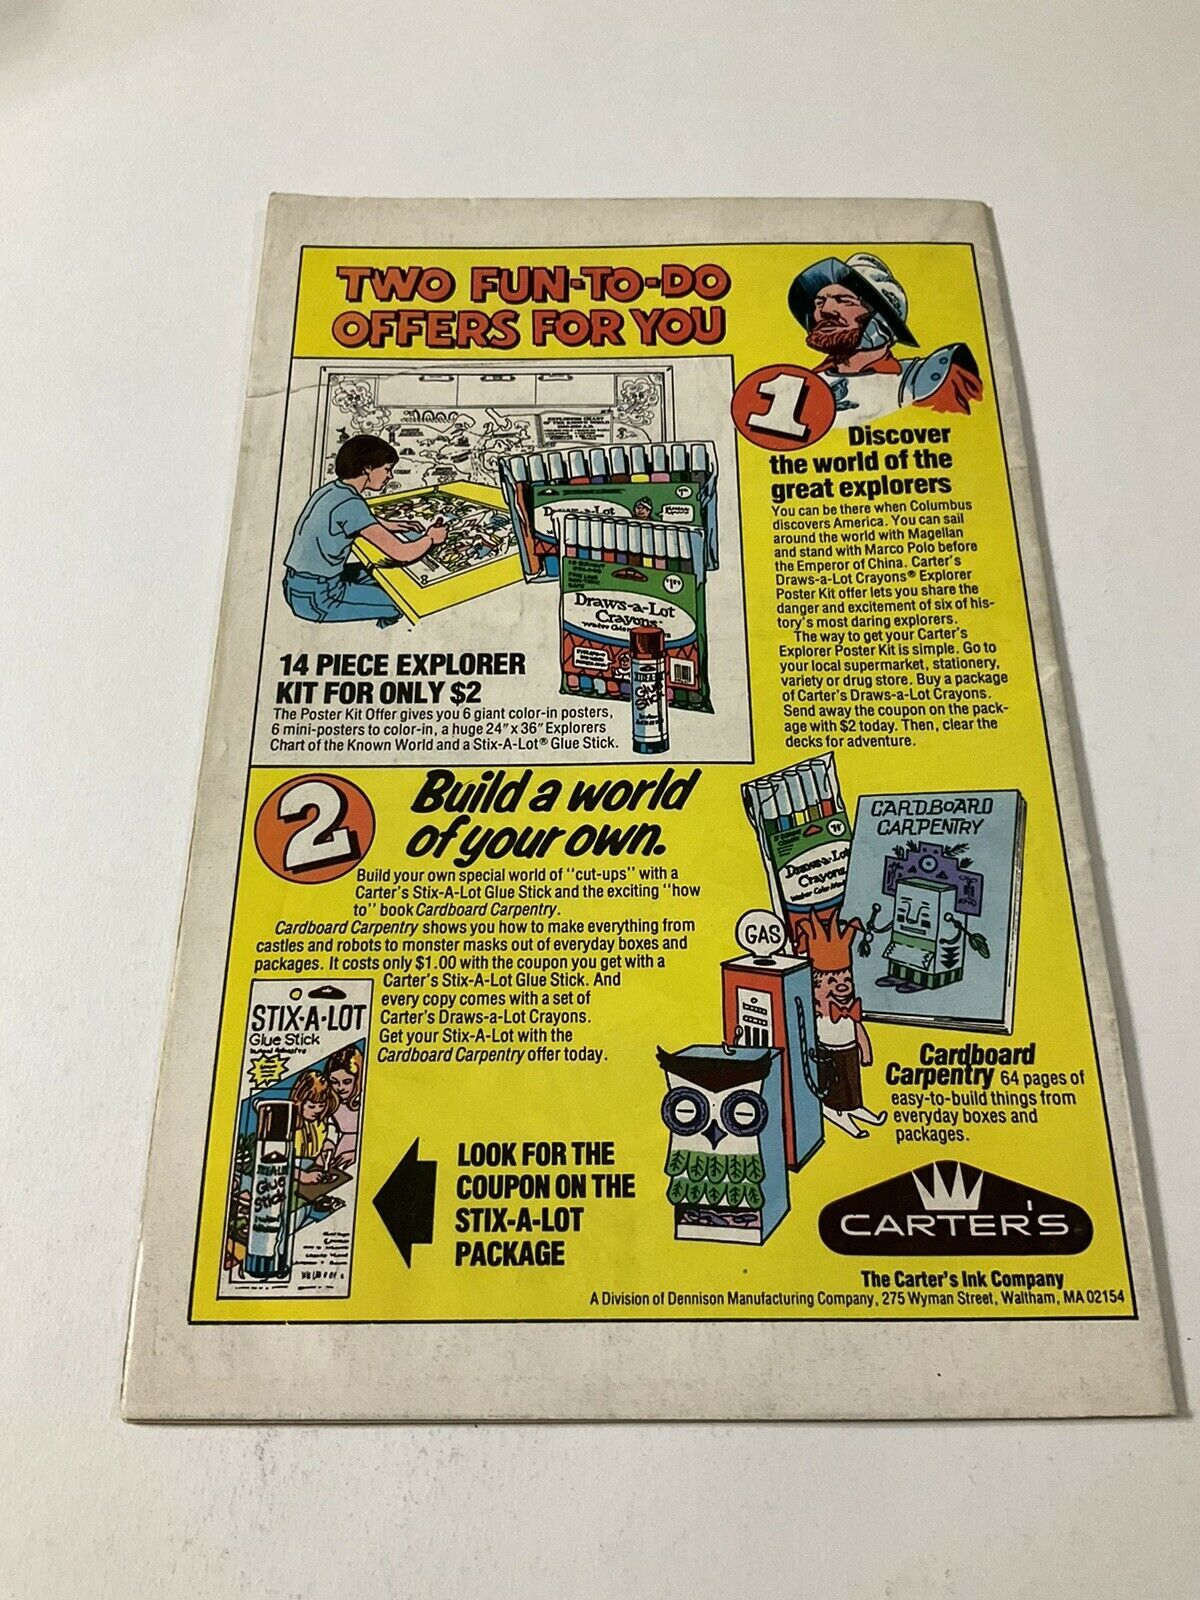 TWO FUN-TO-DO
OFFERS FOR YOU
1
Discover
the world of the
great explorers
You can be there when Columbus
discovers America. You can sail
around the world with Magellan
and stand with Marco Polo before
the Emperor of China. Carter's
Draws-a-Lot Crayons® Explorer
Poster Kit offer lets you share the
danger and excitement of six of his-
tory's most daring explorers.
The way to get your Carter's
Explorer Poster Kit is simple. Go to
your local supermarket, stationery,
variety or drug store. Buy a package
of Carter's Draws-a-Lot Crayons.
Send away the coupon on the pack-
age with $2 today. Then, clear the
decks for adventure.
Draws-a-Lot
Draws-a-Lot
Crayons
Glue
Stick
14 PIECE EXPLORER
KIT FOR ONLY $2
The Poster Kit Offer gives you 6 giant color-in posters,
6 mini-posters to color-in, a huge 24" x 36" Explorers
Chart of the Known World and a Stix-A-Lot® Glue Stick.
2
Build a world
of your own.
Build your own special world of "cut-ups" with a
Carter's Stix-A-Lot Glue Stick and the exciting "how
to" book Cardboard Carpentry.
Cardboard Carpentry shows you how to make everything from
castles and robots to monster masks out of everyday boxes and
packages. It costs only $1.00 with the coupon you get with a
Carter's Stix-A-Lot Glue Stick. And
every copy comes with a set of
Carter's Draws-a-Lot Crayons.
Get your Stix-A-Lot with the
Cardboard Carpentry offer today.
STIX-A-LOT
Glue Stick
Glue
Stick
LOOK FOR THE
COUPON ON THE
STIX-A-LOT
PACKAGE
Draws-a-Lot
Crayons
CARDBOARD
CARPENTRY
GAS
Cardboard
Carpentry 64 pages of
easy-to-build things from
everyday boxes and
packages.
CARTER'S
The Carter's Ink Company
A Division of Dennison Manufacturing Company, 275 Wyman Street, Waltham, MA 02154